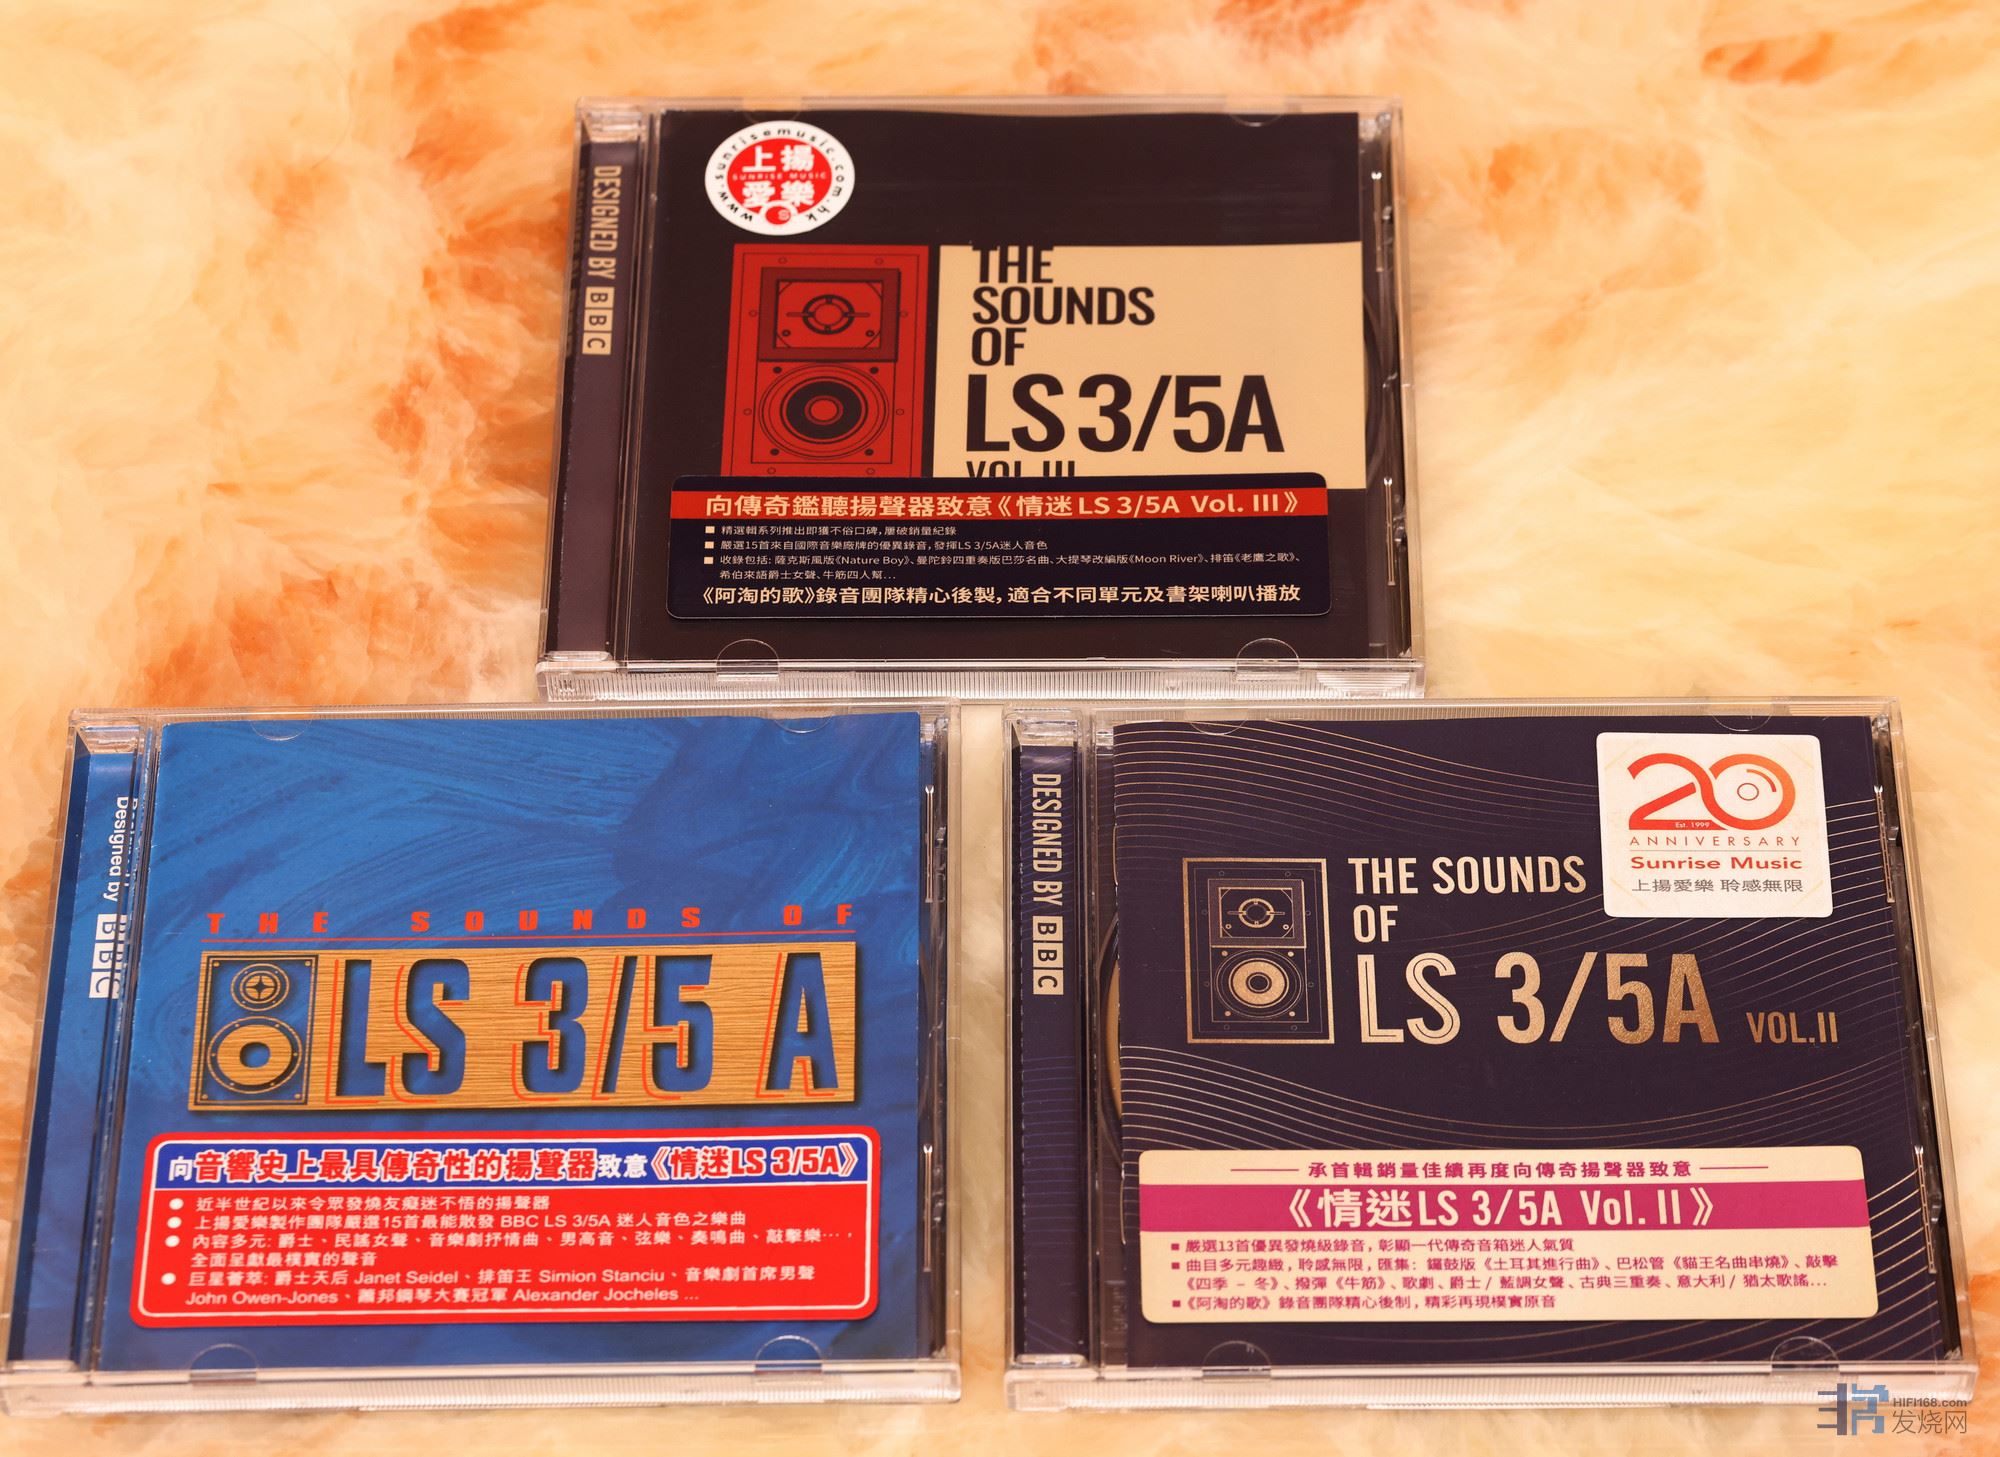 DESIGNED BY BBC
www.sunrisemusic.com.hk
上揚
SUNRISE MUSIC
愛樂
S
THE
SOUNDS
OF
LS 3/5A
VOL.III
向傳奇鑑聽揚聲器致意《情迷LS 3/5A Vol. III》
■ 精選輯系列推出即獲不俗口碑,屢破銷量紀錄
■ 嚴選15首來自國際音樂廠牌的優異錄音,發揮LS 3/5A迷人音色
■ 收錄包括: 薩克斯風版《Nature Boy》、曼陀鈴四重奏版巴莎名曲、大提琴改編版《Moon River》、排笛《老鷹之歌》、
希伯來語爵士女聲、牛筋四人幫...
《阿淘的歌》錄音團隊精心後製, 適合不同單元及書架喇叭播放
Designed by BBC
THE SOUNDS OF
LS 3/5 A
向音響史上最具傳奇性的揚聲器致意《情迷LS 3/5A》
● 近半世紀以來令眾發燒友癡迷不悟的揚聲器
● 上揚愛樂製作團隊嚴選15首最能散發 BBC LS 3/5A 迷人音色之樂曲
● 內容多元: 爵士、民謠女聲、音樂劇抒情曲、男高音、弦樂、奏鳴曲、敲擊樂…,
全面呈獻最樸實的聲音
● 巨星薈萃: 爵士天后 Janet Seidel、排笛王 Simion Stanciu、音樂劇首席男聲
John Owen-Jones、蕭邦鋼琴大賽冠軍 Alexander Jocheles ...
DESIGNED BY BBC
20
Est. 1999
ANNIVERSARY
Sunrise Music
上揚愛樂 聆感無限
THE SOUNDS
OF
LS 3/5A VOL.II
承首輯銷量佳續再度向傳奇揚聲器致意
《情迷LS 3/5A Vol. II》
■ 嚴選13首優異發燒級錄音, 彰顯一代傳奇音箱迷人氣質
■ 曲目多元趣緻, 聆感無限, 匯集: 鑼鼓版《土耳其進行曲》、巴松管《貓王名曲串燒》、敲擊
《四季 – 冬》、撥彈《牛筋》、歌劇、爵士/ 藍調女聲、古典三重奏、意大利/ 猶太歌謠...
■《阿淘的歌》錄音團隊精心後制, 精彩再現樸實原音
HIFI168.com
发烧网